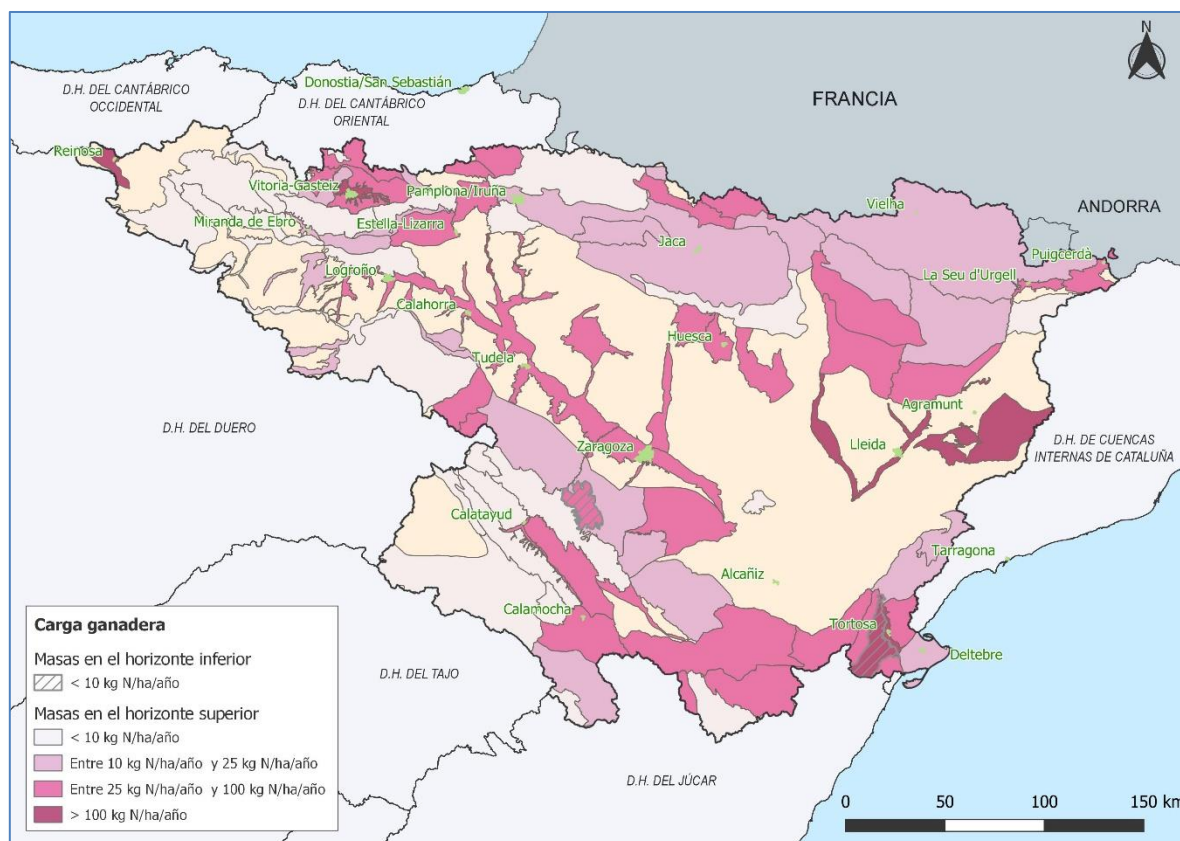 N
D.H. DEL CANTÁBRICO
OCCIDENTAL
Donostia/San Sebastián
D.H. DEL CANTÁBRICO
ORIENTAL
FRANCIA
Reinosa
Vitoria-Gasteiz
Pamplona/Iruña
Vielha
ANDORRA
Miranda de Ebro
Estella-Lizarra
Jaca
Puigcerdà
Logroño
La Seu d'Urgell
Calahorra
Huesca
Tudela
Agramunt
D.H. DEL DUERO
Zaragoza
Lleida
D.H. DE CUENCAS
INTERNAS DE CATALUÑA
Calatayud
Tarragona
Alcañiz
Calamocha
Tortosa
Deltebre
D.H. DEL TAJO
D.H. DEL JÚCAR
Carga ganadera
Masas en el horizonte inferior
< 10 kg N/ha/año
Masas en el horizonte superior
< 10 kg N/ha/año
Entre 10 kg N/ha/año y 25 kg N/ha/año
Entre 25 kg N/ha/año y 100 kg N/ha/año
> 100 kg N/ha/año
0 50 100 150 km